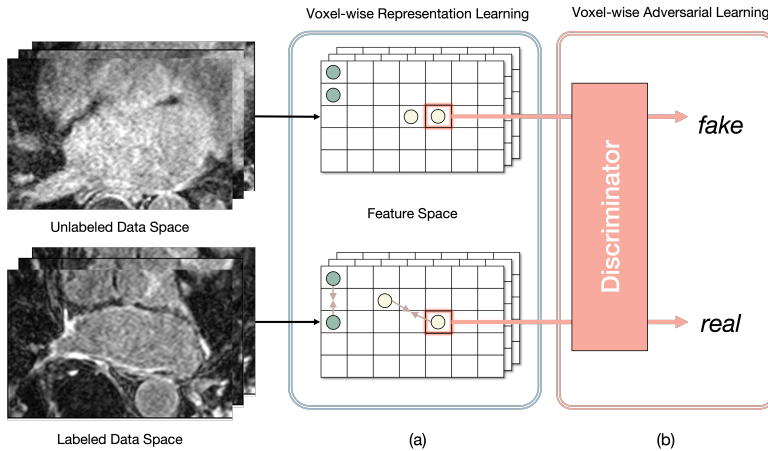 Voxel-wise Representation Learning
Voxel-wise Adversarial Learning
fake
Unlabeled Data Space
Feature Space
Discriminator
real
Labeled Data Space
(a)
(b)